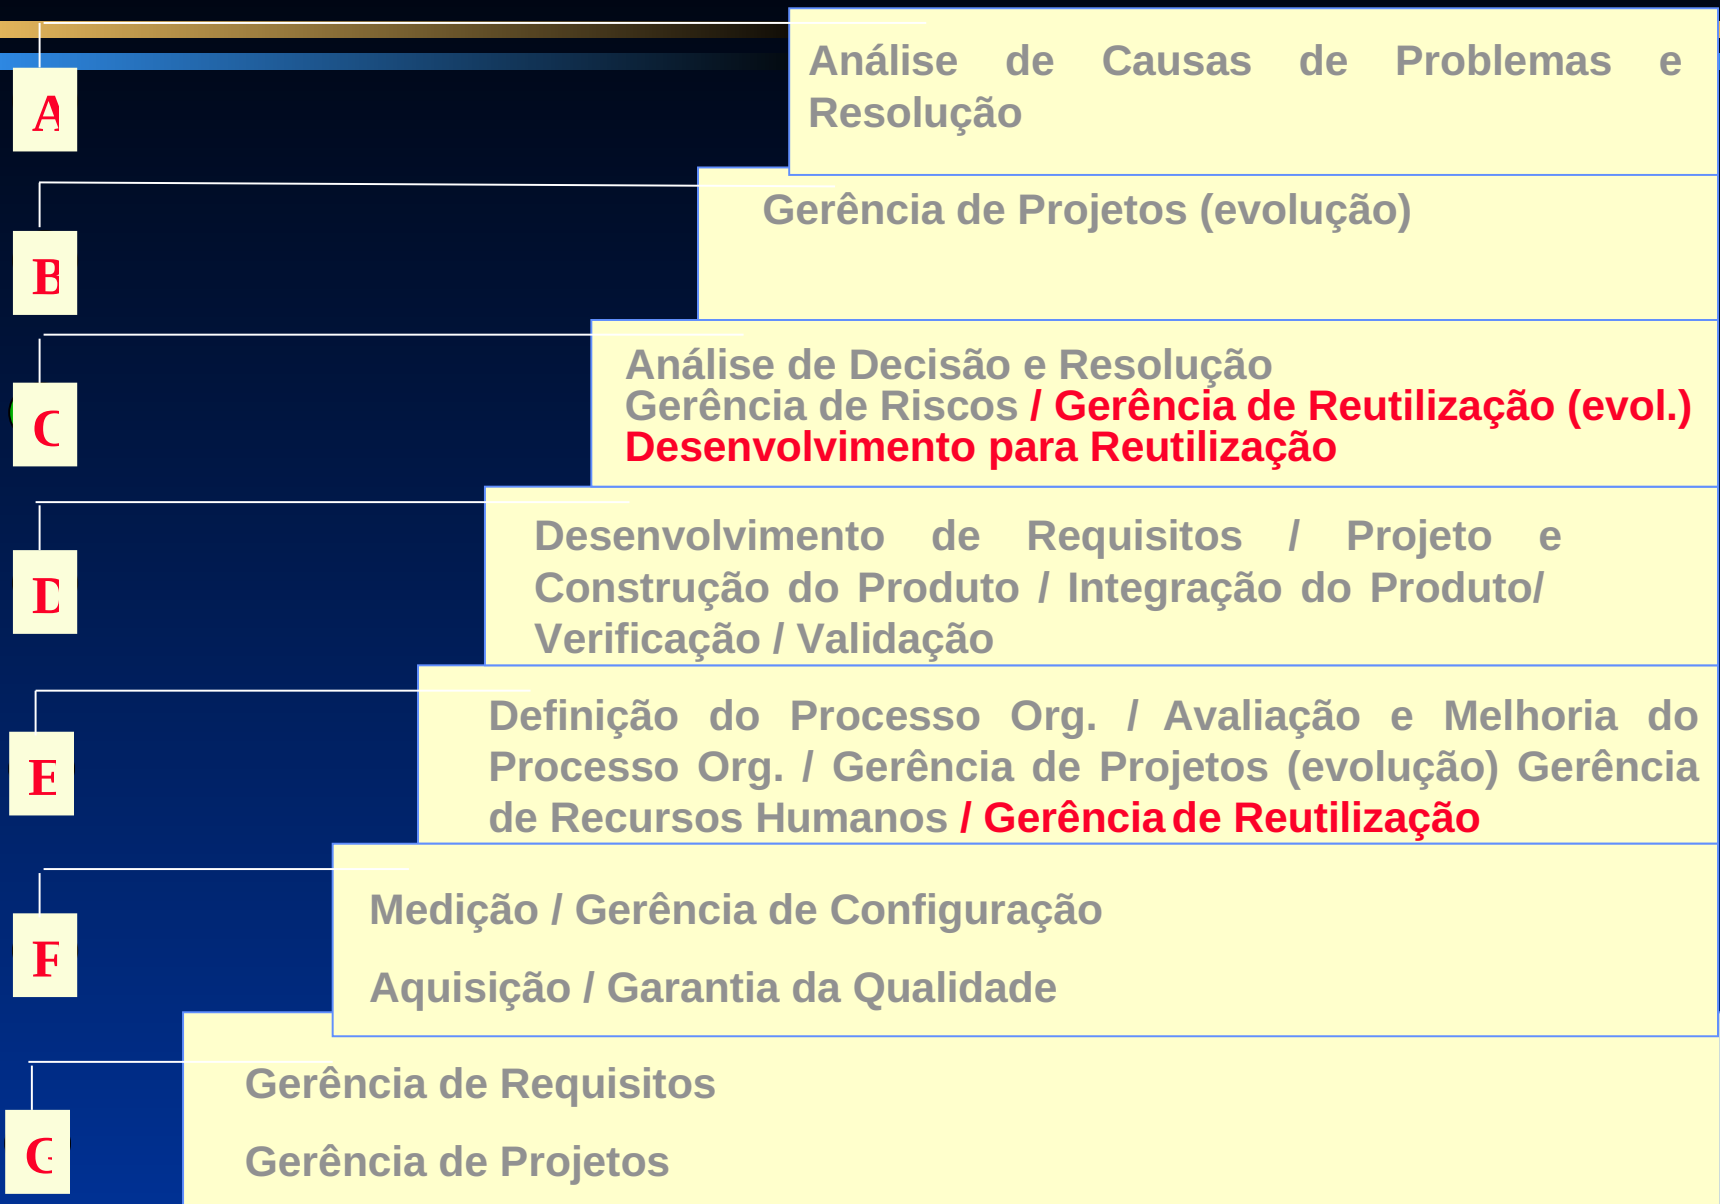 A
Análise de Causas de Problemas e
Resolução
B
Gerência de Projetos (evolução)
C
Análise de Decisão e Resolução
Gerência de Riscos / Gerência de Reutilização (evol.)
Desenvolvimento para Reutilização
D
Desenvolvimento de Requisitos / Projeto e
Construção do Produto / Integração do Produto/
Verificação / Validação
E
Definição do Processo Org. / Avaliação e Melhoria do
Processo Org. / Gerência de Projetos (evolução) Gerência
de Recursos Humanos / Gerência de Reutilização
F
Medição / Gerência de Configuração
Aquisição / Garantia da Qualidade
G
Gerência de Requisitos
Gerência de Projetos